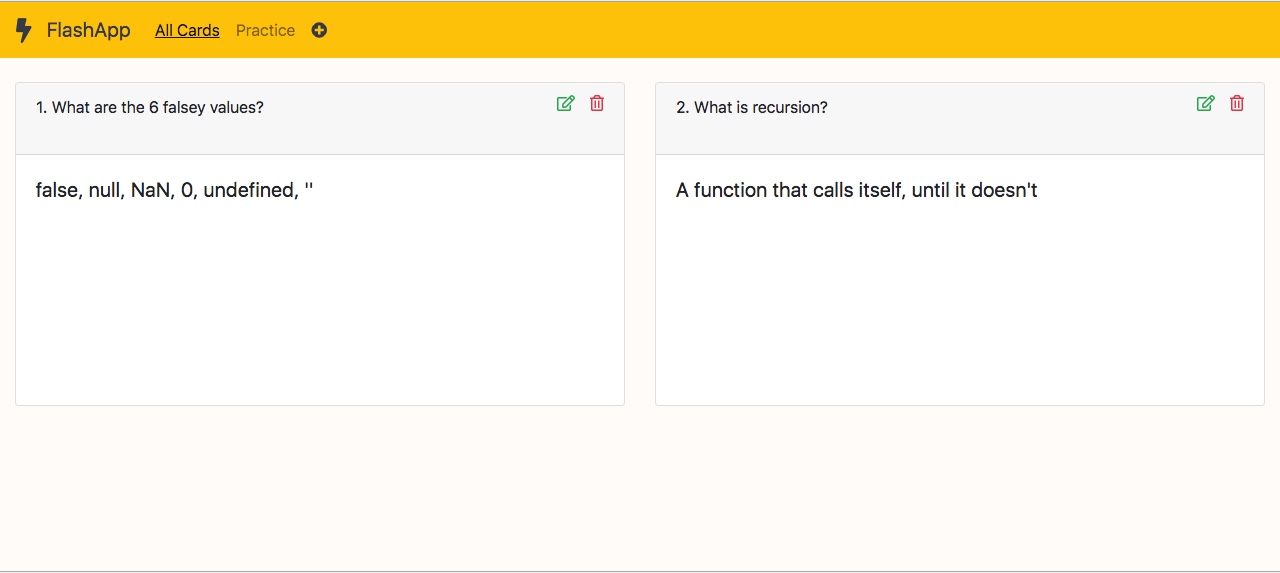 FlashApp All Cards Practice
1. What are the 6 falsey values?
false, null, NaN, 0, undefined, ''
2. What is recursion?
A function that calls itself, until it doesn't